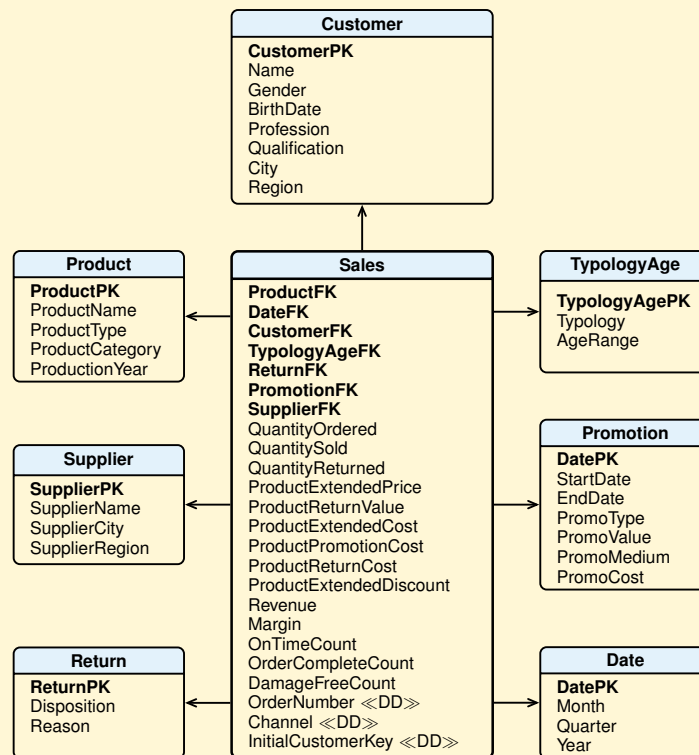 Customer
CustomerPK
Name
Gender
BirthDate
Profession
Qualification
City
Region
Product
ProductPK
ProductName
ProductType
ProductCategory
ProductionYear
Supplier
SupplierPK
SupplierName
SupplierCity
SupplierRegion
Return
ReturnPK
Disposition
Reason
Sales
ProductFK
DateFK
CustomerFK
TypologyAgeFK
ReturnFK
PromotionFK
SupplierFK
QuantityOrdered
QuantitySold
QuantityReturned
ProductExtendedPrice
ProductReturnValue
ProductExtendedCost
ProductPromotionCost
ProductReturnCost
ProductExtendedDiscount
Revenue
Margin
OnTimeCount
OrderCompleteCount
DamageFreeCount
OrderNumber ≪DD≫
Channel ≪DD≫
InitialCustomerKey ≪DD≫
TypologyAge
TypologyAgePK
Typology
AgeRange
Promotion
DatePK
StartDate
EndDate
PromoType
PromoValue
PromoMedium
PromoCost
Date
DatePK
Month
Quarter
Year